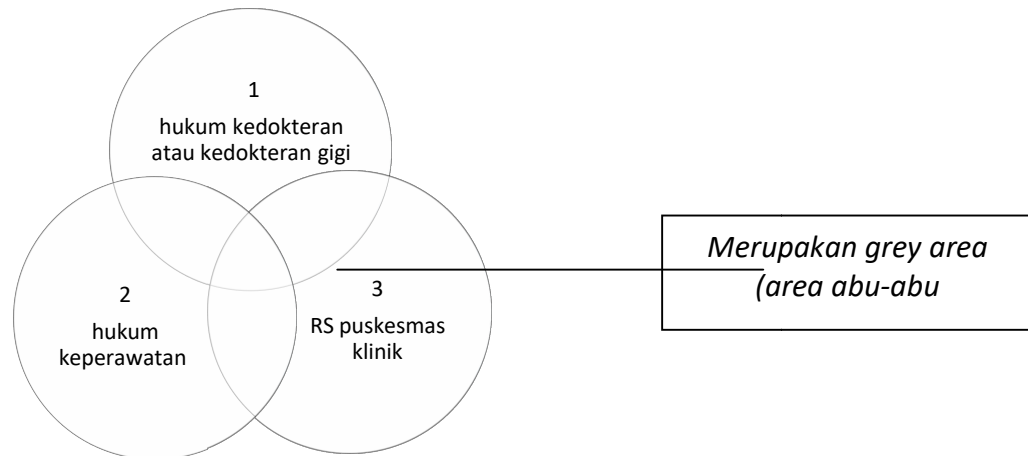 1
hukum kedokteran
atau kedokteran gigi
2
hukum
keperawatan
3
RS puskesmas
klinik
Merupakan grey area
(area abu-abu